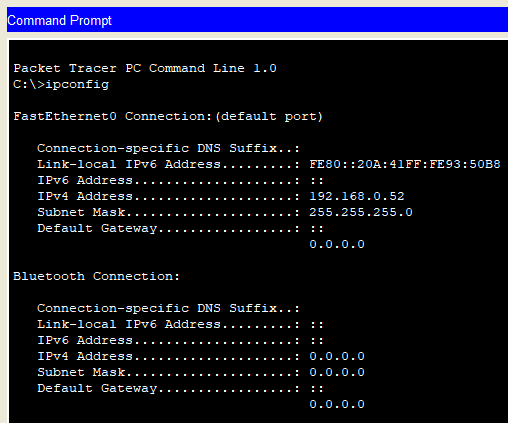 Command Prompt
Packet Tracer PC Command Line 1.0
C:\>ipconfig
FastEthernet0 Connection:(default port)
Connection-specific DNS Suffix..:
Link-local IPv6 Address.........: FE80::20A:41FF:FE93:50B8
IPv6 Address....................: ::
IPv4 Address....................: 192.168.0.52
Subnet Mask.....................: 255.255.255.0
Default Gateway.................: ::
0.0.0.0
Bluetooth Connection:
Connection-specific DNS Suffix..:
Link-local IPv6 Address.........: ::
IPv6 Address....................: ::
IPv4 Address....................: 0.0.0.0
Subnet Mask.....................: 0.0.0.0
Default Gateway.................: ::
0.0.0.0